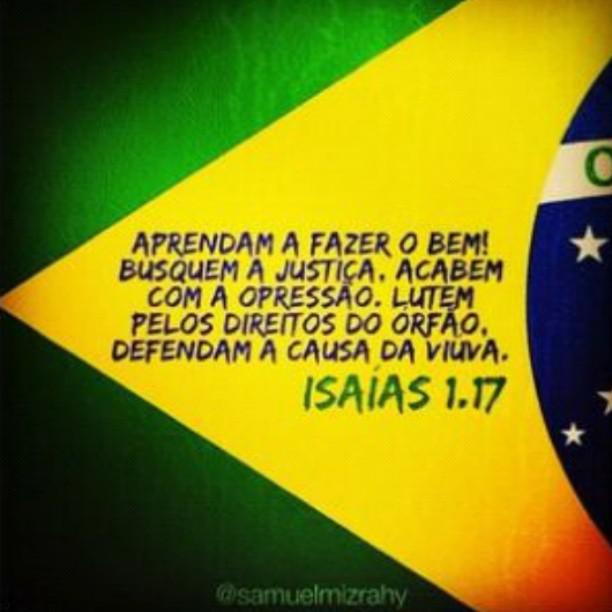 O
APRENDAM A FAZER O BEM!
BUSQUEM A JUSTIÇA, ACABEM
COM A OPRESSÃO. LUTEM
PELOS DIREITOS DO ÓRFÃO,
DEFENDAM A CAUSA DA VIÚVA.
ISAÍAS 1.17
@samuelmizrahy